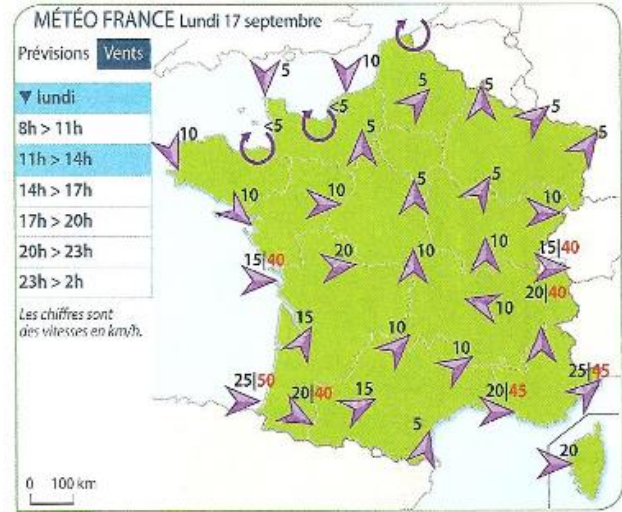 MÉTÉO FRANCE Lundi 17 septembre
Prévisions Vents
▼ lundi
8h > 11h
11h > 14h
14h > 17h
17h > 20h
20h > 23h
23h > 2h
Les chiffres sont
des vitesses en km/h.
5
10
<5
<5
5
5
5
5
10
5
10
10
5
5
10
15|40
20
10
10
15|40
20|40
10
15
10
10
25|50
20|40
15
20|45
25|45
5
20
0 100 km